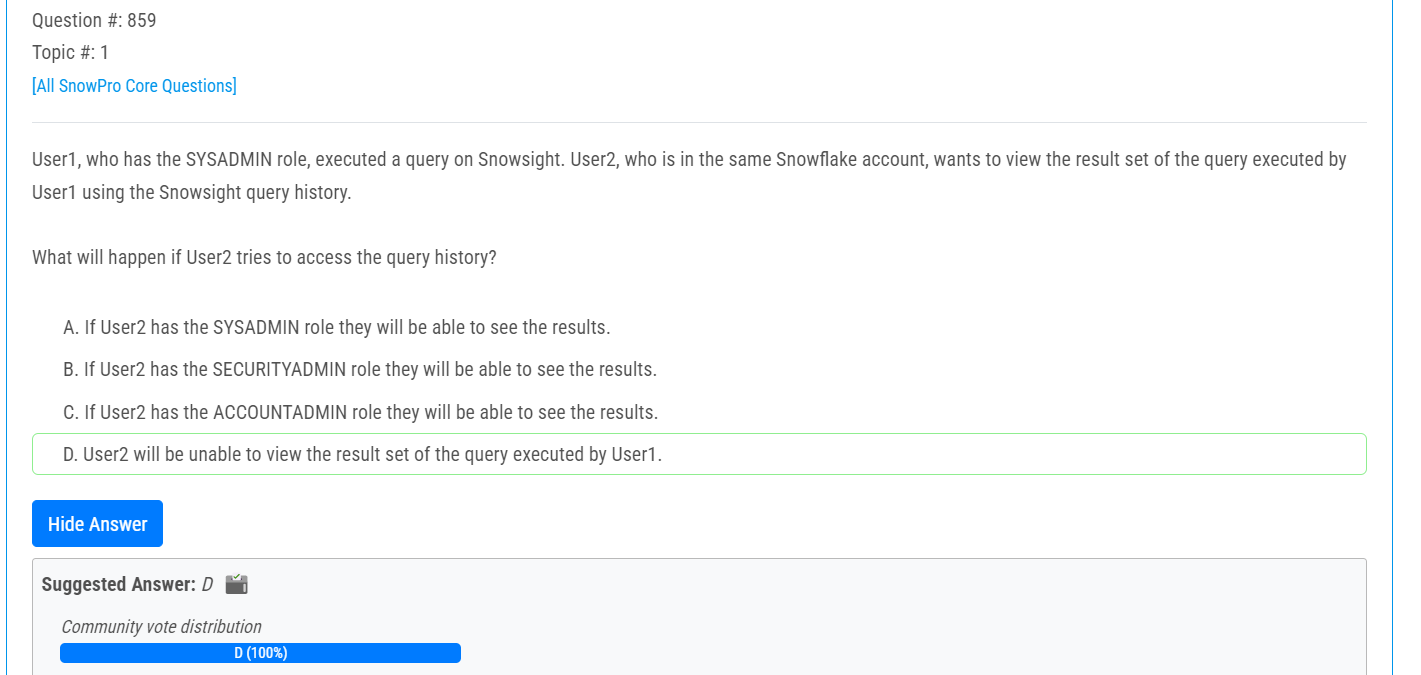 Question #: 859
Topic #: 1
[All SnowPro Core Questions]
User1, who has the SYSADMIN role, executed a query on Snowsight. User2, who is in the same Snowflake account, wants to view the result set of the query executed by
User1 using the Snowsight query history.
What will happen if User2 tries to access the query history?
A. If User2 has the SYSADMIN role they will be able to see the results.
B. If User2 has the SECURITYADMIN role they will be able to see the results.
C. If User2 has the ACCOUNTADMIN role they will be able to see the results.
D. User2 will be unable to view the result set of the query executed by User1.
Hide Answer
Suggested Answer: D
Community vote distribution
D (100%)